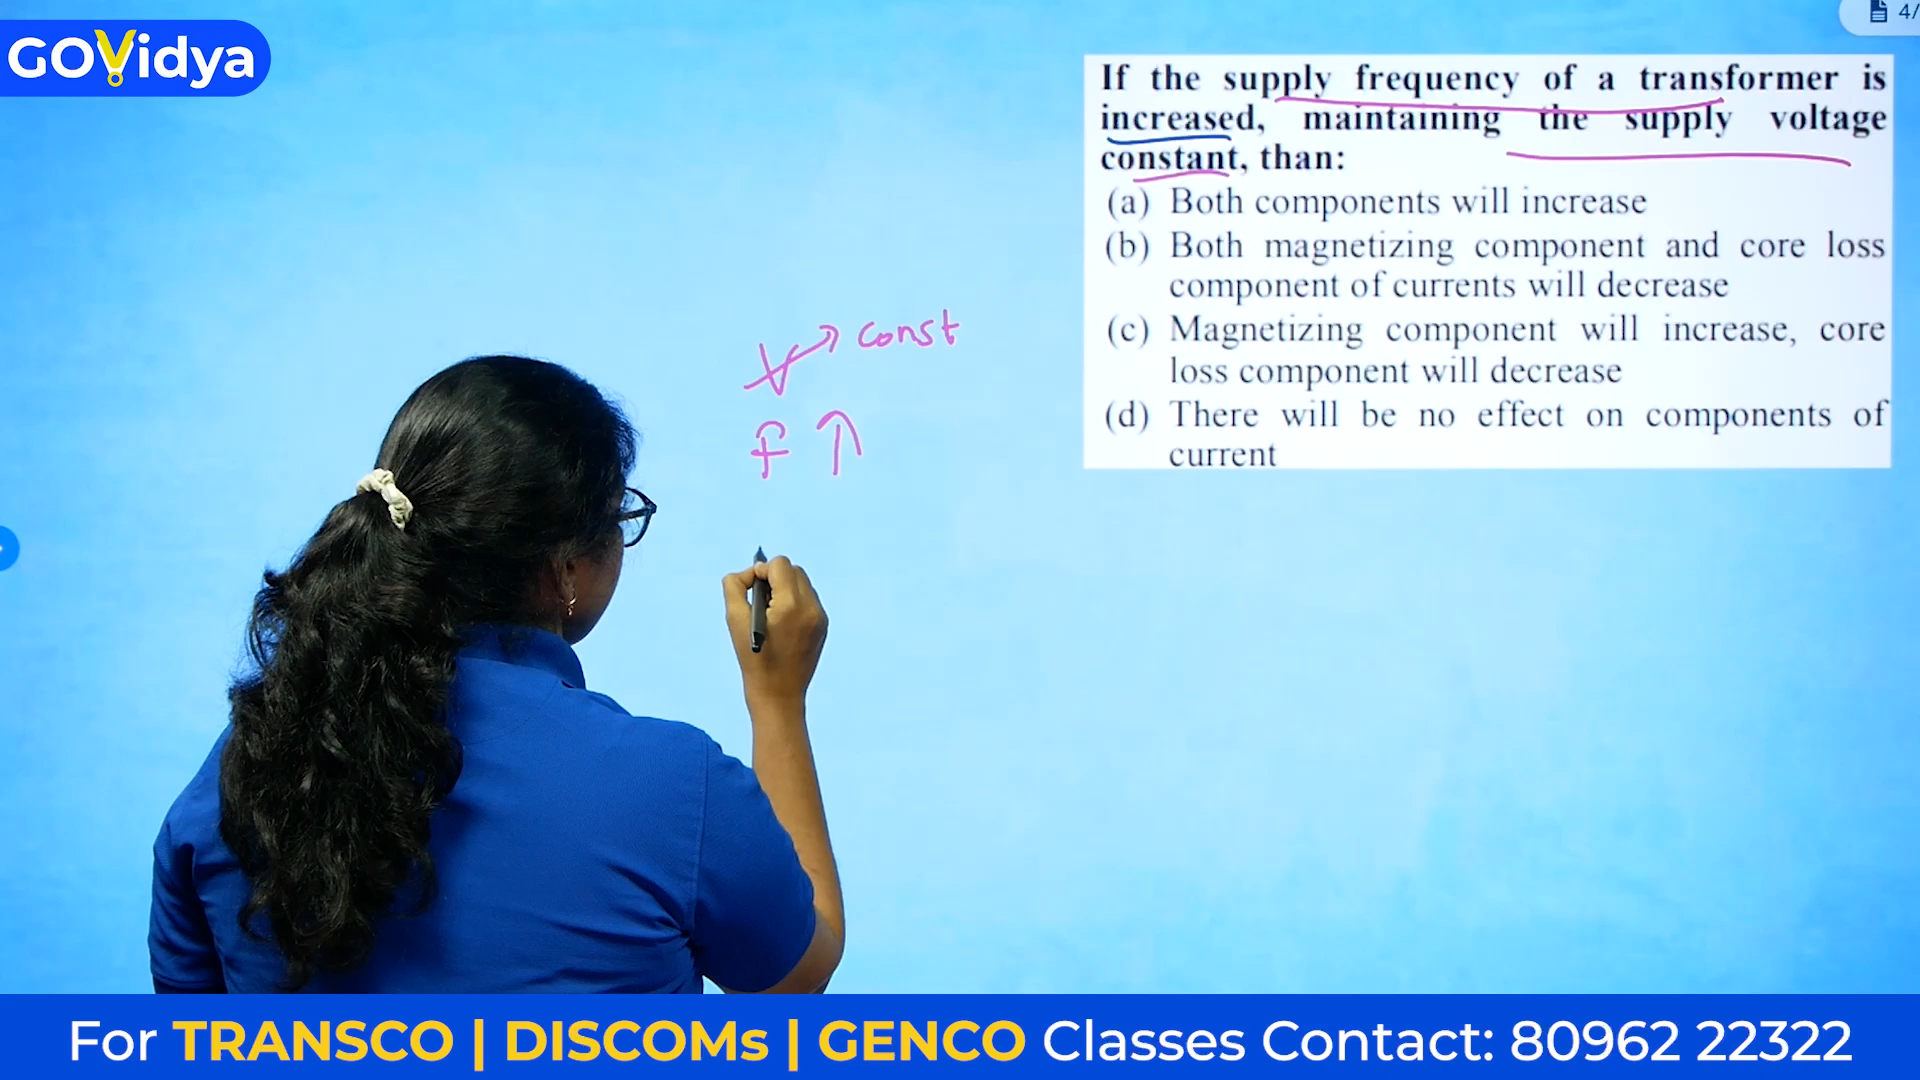 GOVidya
4/
If the supply frequency of a transformer is
increased, maintaining the supply voltage
constant, than:
(a) Both components will increase
(b) Both magnetizing component and core loss
component of currents will decrease
(c) Magnetizing component will increase, core
loss component will decrease
(d) There will be no effect on components of
current
V → const
f ↑
For TRANSCO | DISCOMs | GENCO Classes Contact: 80962 22322